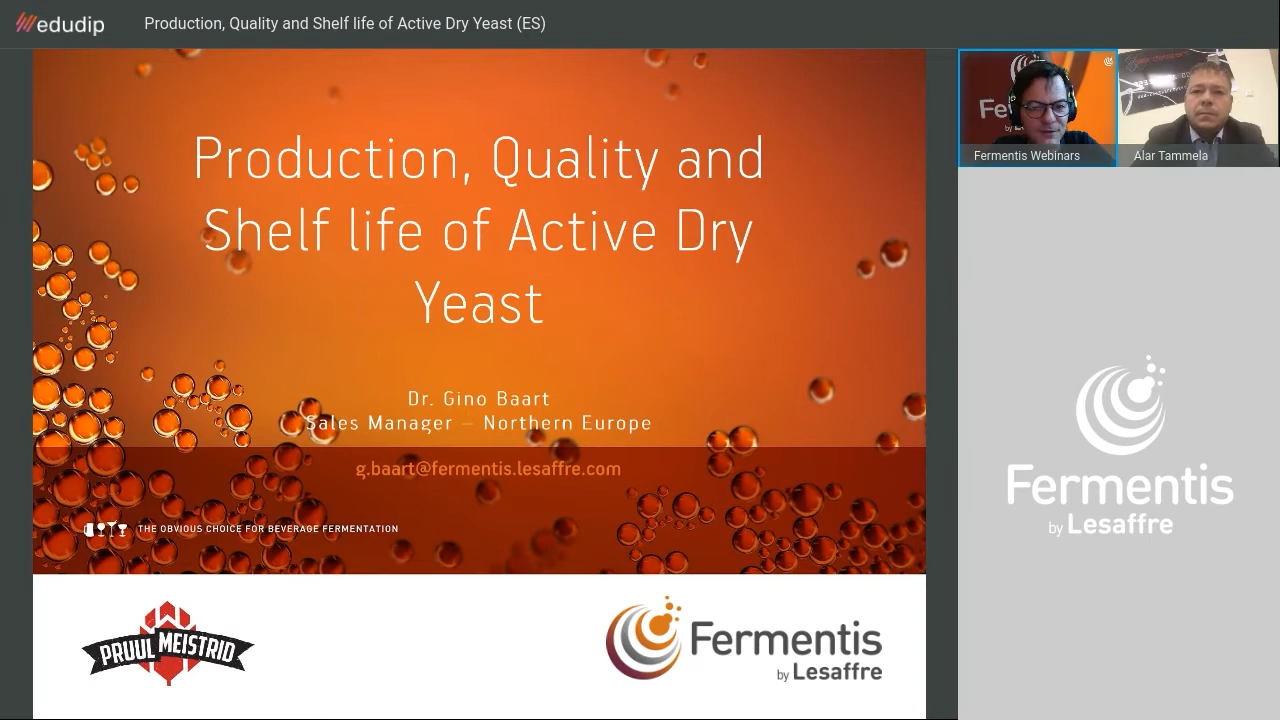 edudip
Production, Quality and Shelf life of Active Dry Yeast (ES)
Production, Quality and
Shelf life of Active Dry
Yeast
Dr. Gino Baart
Sales Manager – Northern Europe
g.baart@fermentis.lesaffre.com
THE OBVIOUS CHOICE FOR BEVERAGE FERMENTATION
PRUUL MEISTRID
Fermentis
by Lesaffre
Fermentis Webinars
Alar Tammela
Fermentis
by Lesaffre